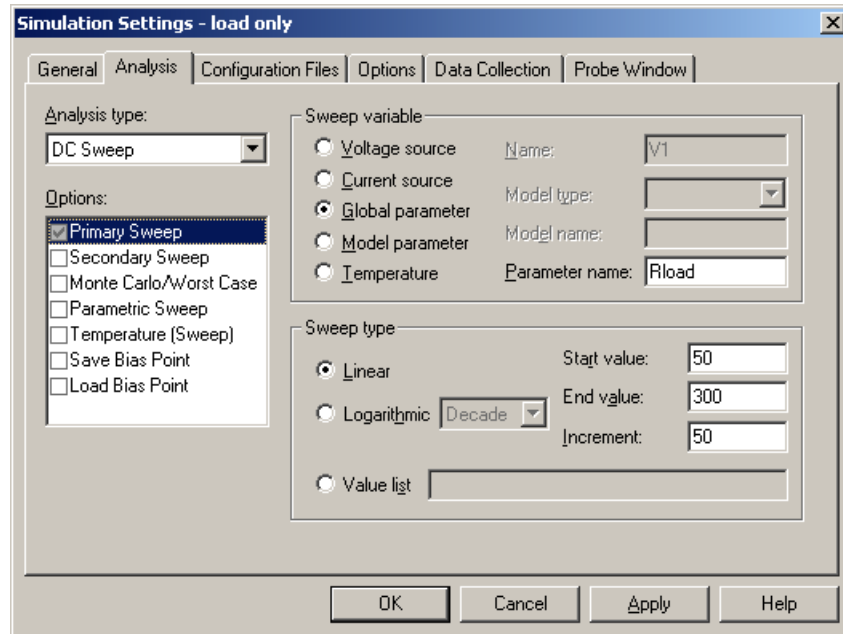 Simulation Settings - load only
General Analysis Configuration Files Options Data Collection Probe Window
Analysis type:
DC Sweep
Options:
Primary Sweep
Secondary Sweep
Monte Carlo/Worst Case
Parametric Sweep
Temperature (Sweep)
Save Bias Point
Load Bias Point
Sweep variable
Voltage source Name: V1
Current source
Model type:
Global parameter
Model parameter Model name:
Temperature Parameter name: Rload
Sweep type
Linear
Start value: 50
End value: 300
Logarithmic Decade
Increment: 50
Value list
OK Cancel Apply Help